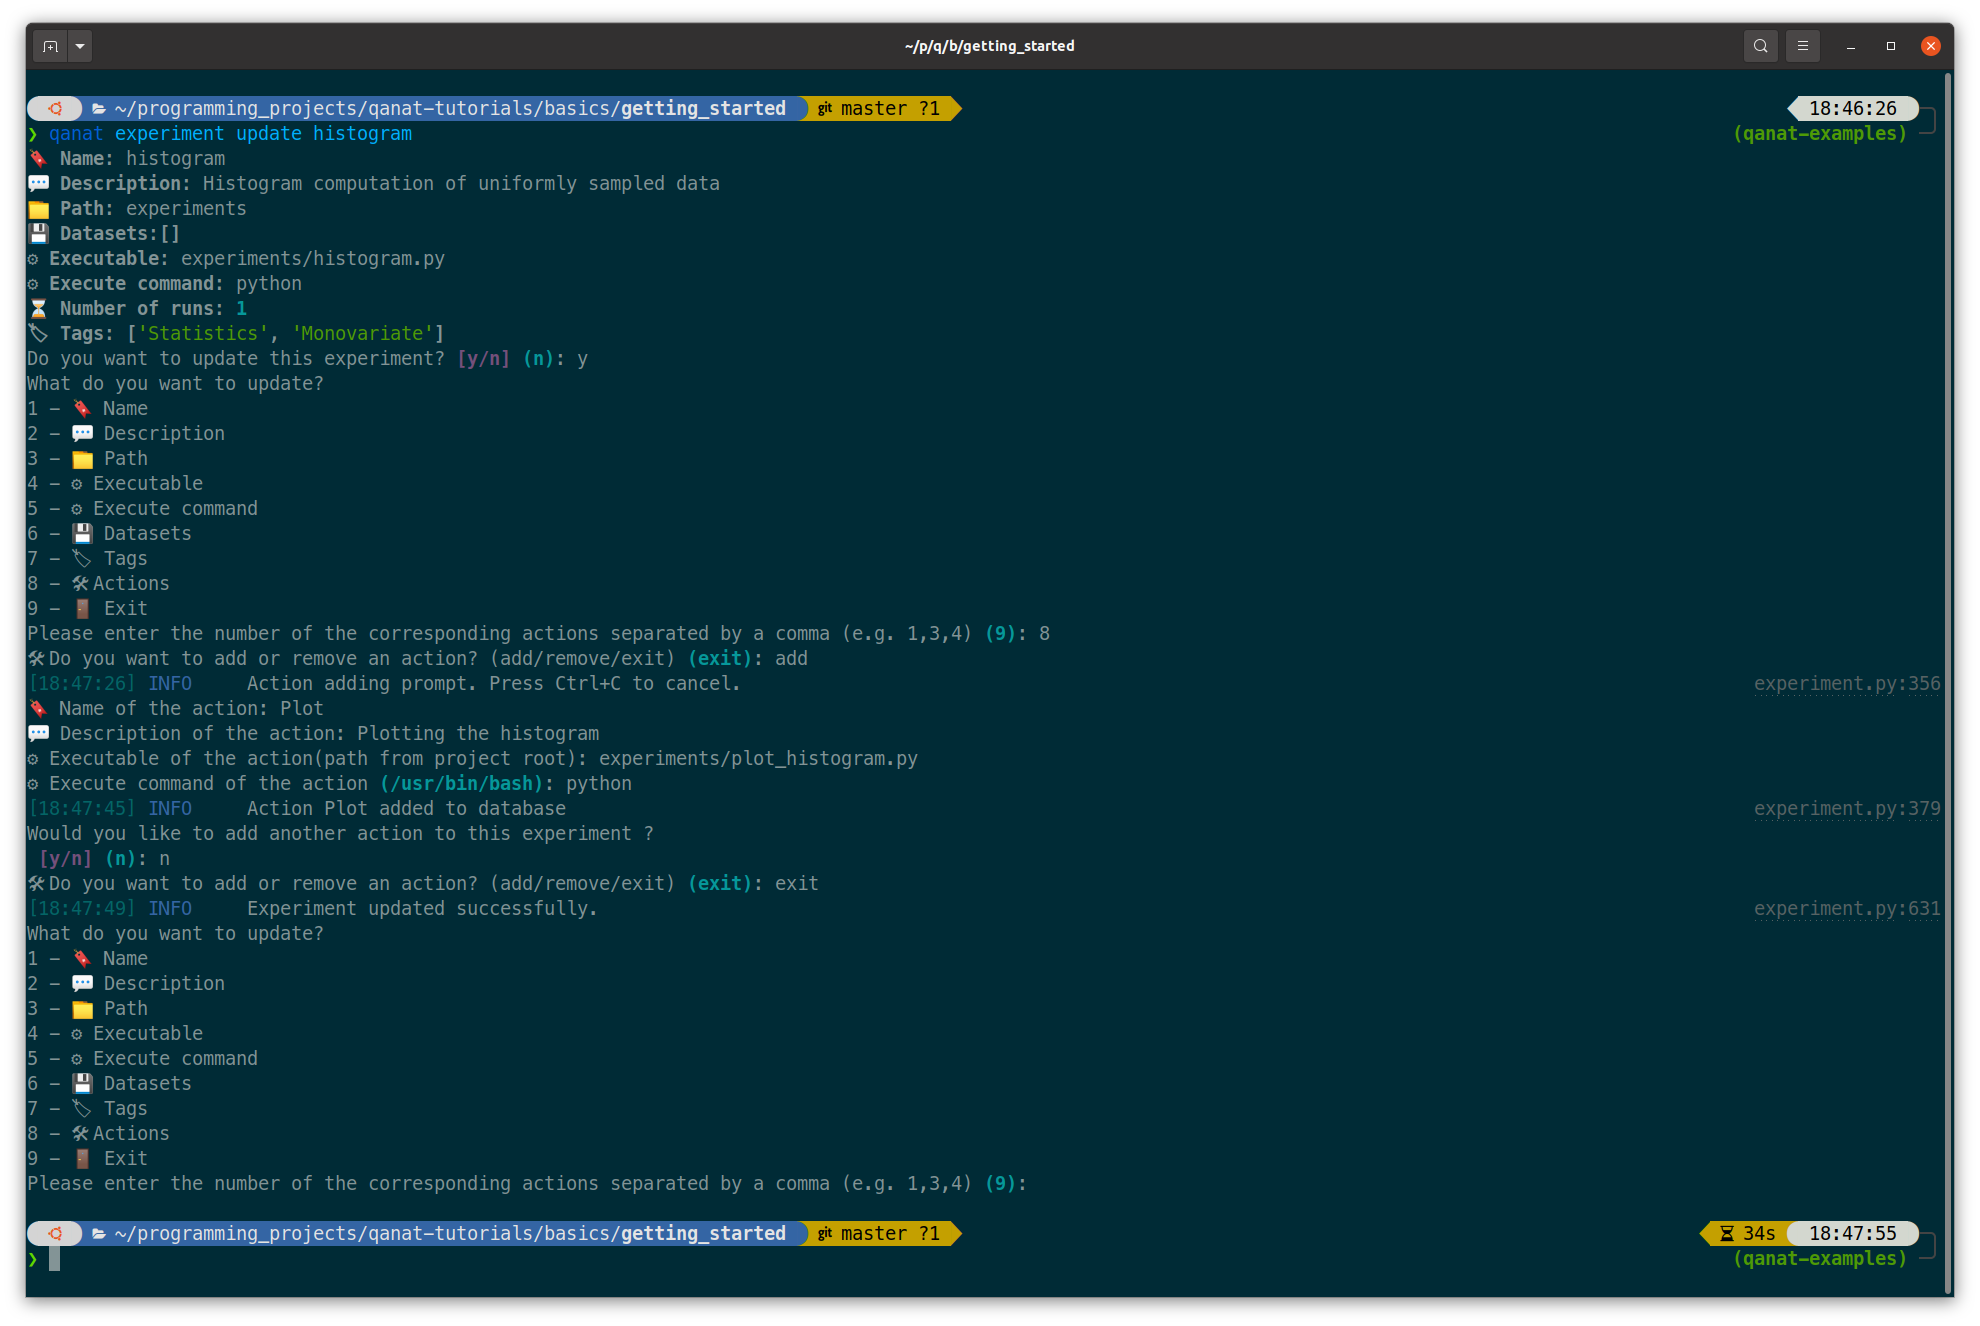 ~/p/q/b/getting_started
~/programming_projects/qanat-tutorials/basics/getting_started git master ?1 18:46:26
❯ qanat experiment update histogram (qanat-examples)
Name: histogram
Description: Histogram computation of uniformly sampled data
Path: experiments
Datasets:[]
Executable: experiments/histogram.py
Execute command: python
Number of runs: 1
Tags: ['Statistics', 'Monovariate']
Do you want to update this experiment? [y/n] (n): y
What do you want to update?
1 – Name
2 – Description
3 – Path
4 – Executable
5 – Execute command
6 – Datasets
7 – Tags
8 – Actions
9 – Exit
Please enter the number of the corresponding actions separated by a comma (e.g. 1,3,4) (9): 8
Do you want to add or remove an action? (add/remove/exit) (exit): add
[18:47:26] INFO Action adding prompt. Press Ctrl+C to cancel. experiment.py:356
Name of the action: Plot
Description of the action: Plotting the histogram
Executable of the action(path from project root): experiments/plot_histogram.py
Execute command of the action (/usr/bin/bash): python
[18:47:45] INFO Action Plot added to database experiment.py:379
Would you like to add another action to this experiment ?
[y/n] (n): n
Do you want to add or remove an action? (add/remove/exit) (exit): exit
[18:47:49] INFO Experiment updated successfully. experiment.py:631
What do you want to update?
1 – Name
2 – Description
3 – Path
4 – Executable
5 – Execute command
6 – Datasets
7 – Tags
8 – Actions
9 – Exit
Please enter the number of the corresponding actions separated by a comma (e.g. 1,3,4) (9):
~/programming_projects/qanat-tutorials/basics/getting_started git master ?1 34s 18:47:55
❯ (qanat-examples)